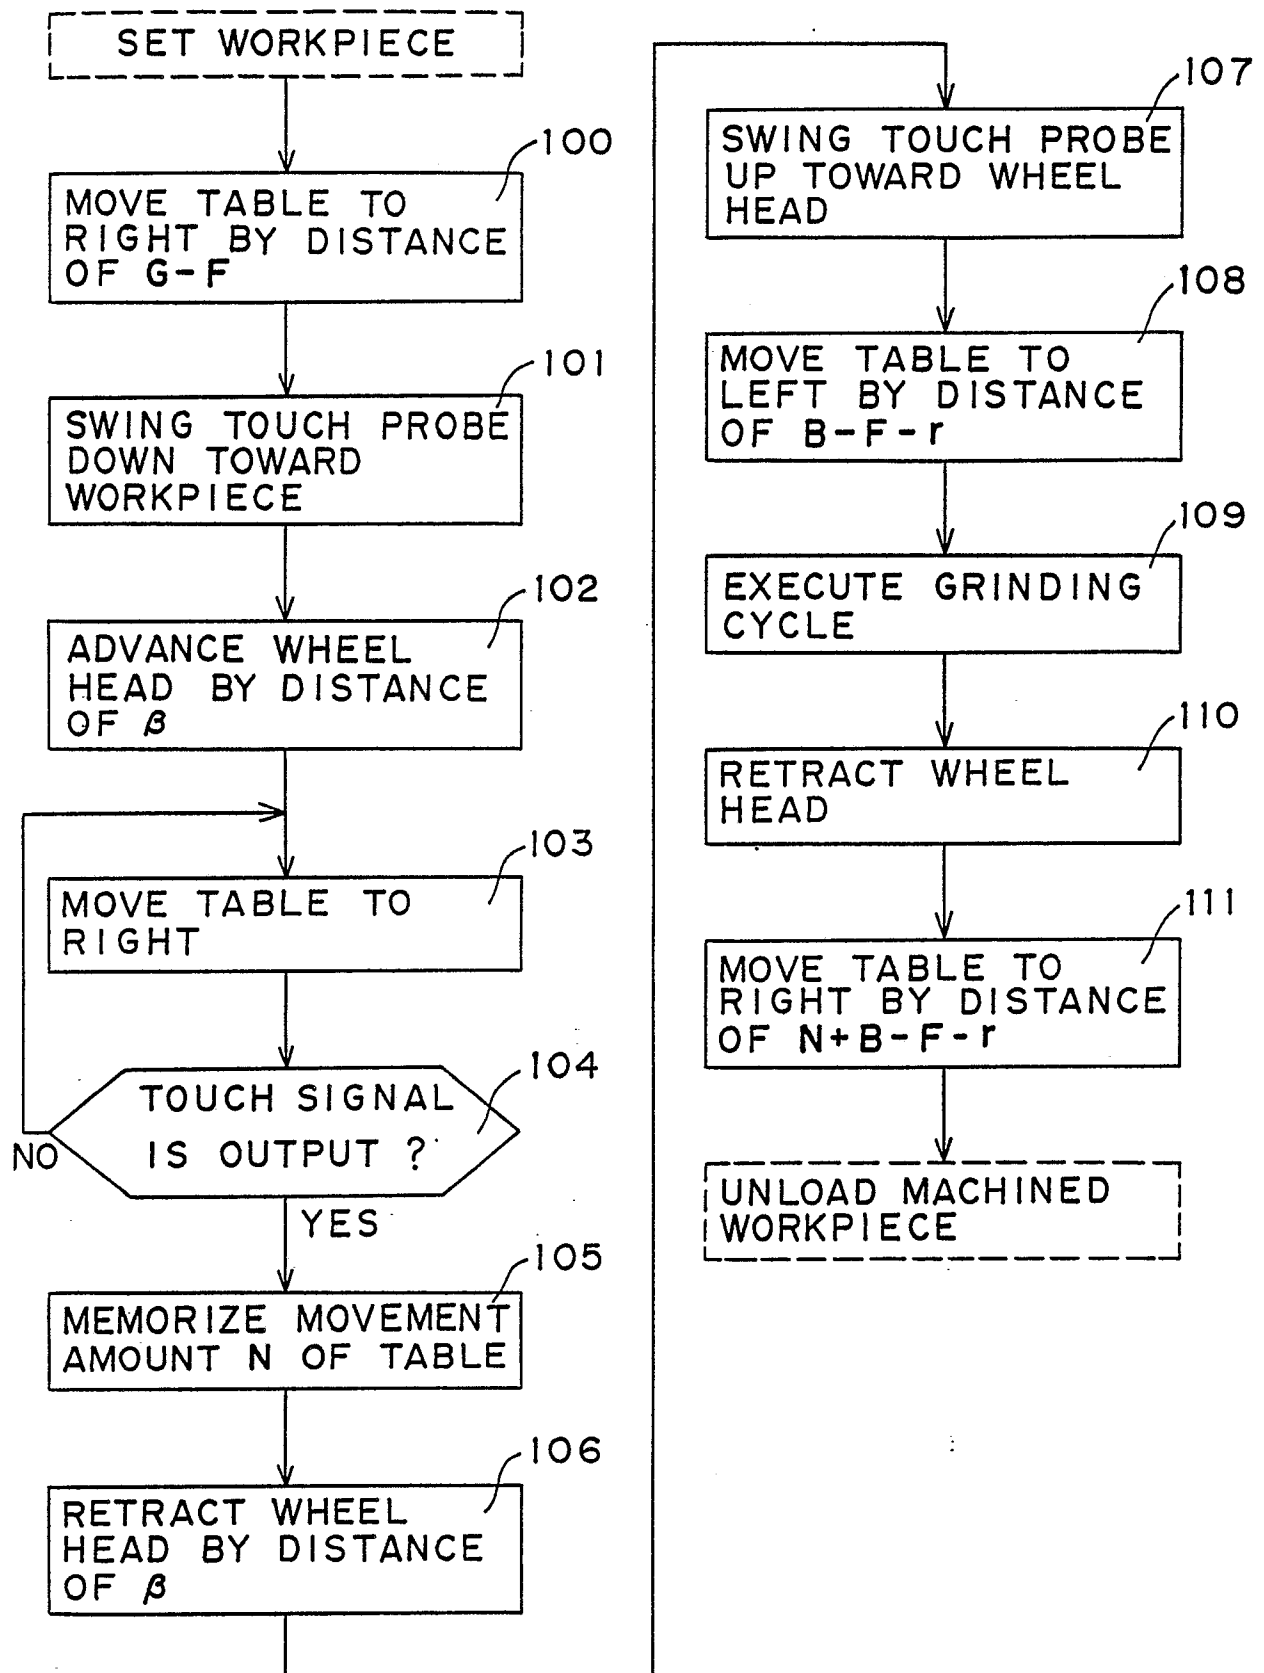 SET WORKPIECE
100
MOVE TABLE TO
RIGHT BY DISTANCE
OF G-F
101
SWING TOUCH PROBE
DOWN TOWARD
WORKPIECE
102
ADVANCE WHEEL
HEAD BY DISTANCE
OF β
103
MOVE TABLE TO
RIGHT
104
TOUCH SIGNAL
IS OUTPUT ?
NO
YES
105
MEMORIZE MOVEMENT
AMOUNT N OF TABLE
106
RETRACT WHEEL
HEAD BY DISTANCE
OF β
107
SWING TOUCH PROBE
UP TOWARD WHEEL
HEAD
108
MOVE TABLE TO
LEFT BY DISTANCE
OF B-F-r
109
EXECUTE GRINDING
CYCLE
110
RETRACT WHEEL
HEAD
111
MOVE TABLE TO
RIGHT BY DISTANCE
OF N+B-F-r
UNLOAD MACHINED
WORKPIECE